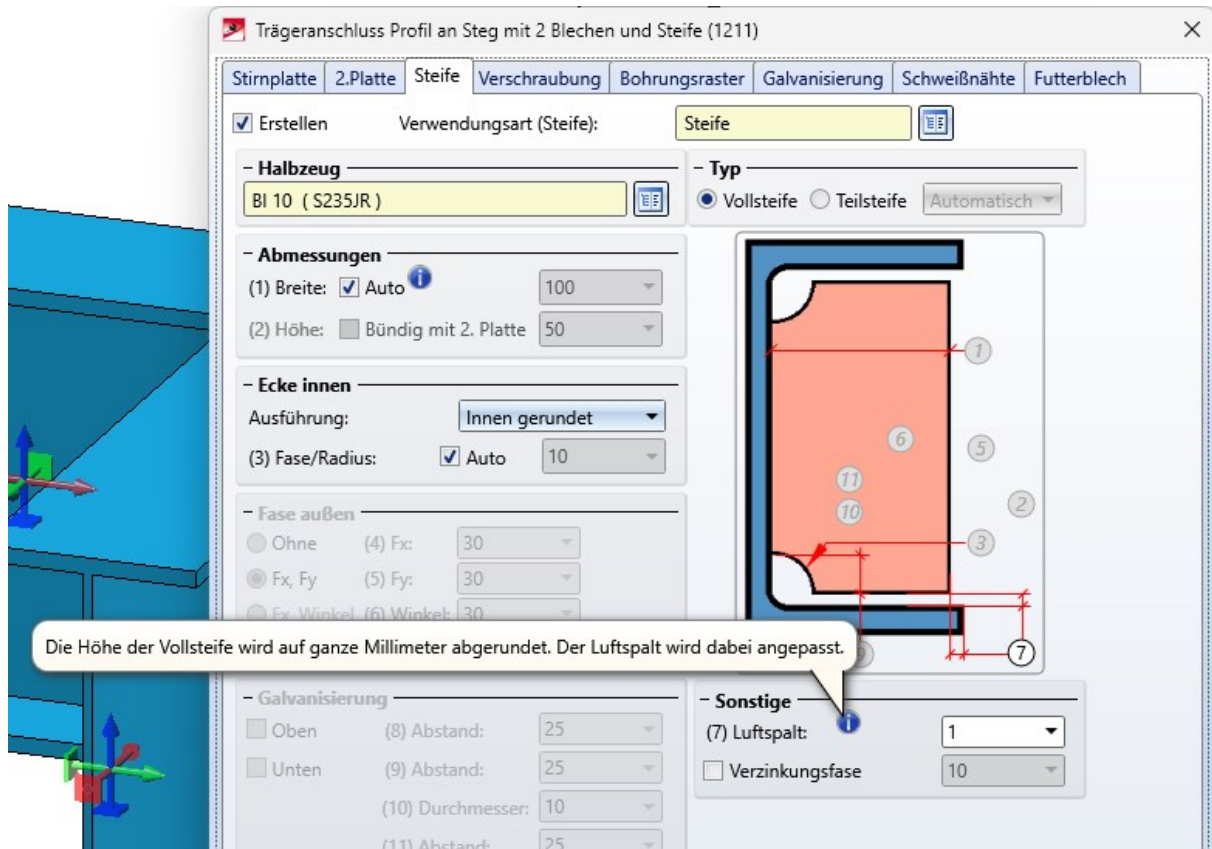 Trägeranschluss Profil an Steg mit 2 Blechen und Steife (1211)
Stirnplatte 2.Platte Steife Verschraubung Bohrungsraster Galvanisierung Schweißnähte Futterblech
Erstellen Verwendungsart (Steife): Steife
Halbzeug
Bl 10 ( S235JR )
Typ
Vollsteife Teilsteife Automatisch
Abmessungen
(1) Breite: Auto 100
(2) Höhe: Bündig mit 2. Platte 50
Ecke innen
Ausführung: Innen gerundet
(3) Fase/Radius: Auto 10
Fase außen
Ohne (4) Fx: 30
Fx, Fy (5) Fy: 30
Fx, Winkel (6) Winkel: 30
1
6
5
11
10
2
3
7
9
Die Höhe der Vollsteife wird auf ganze Millimeter abgerundet. Der Luftspalt wird dabei angepasst.
Galvanisierung
Oben (8) Abstand: 25
Unten (9) Abstand: 25
(10) Durchmesser: 10
(11) Abstand: 25
Sonstige
(7) Luftspalt: 1
Verzinkungsfase 10